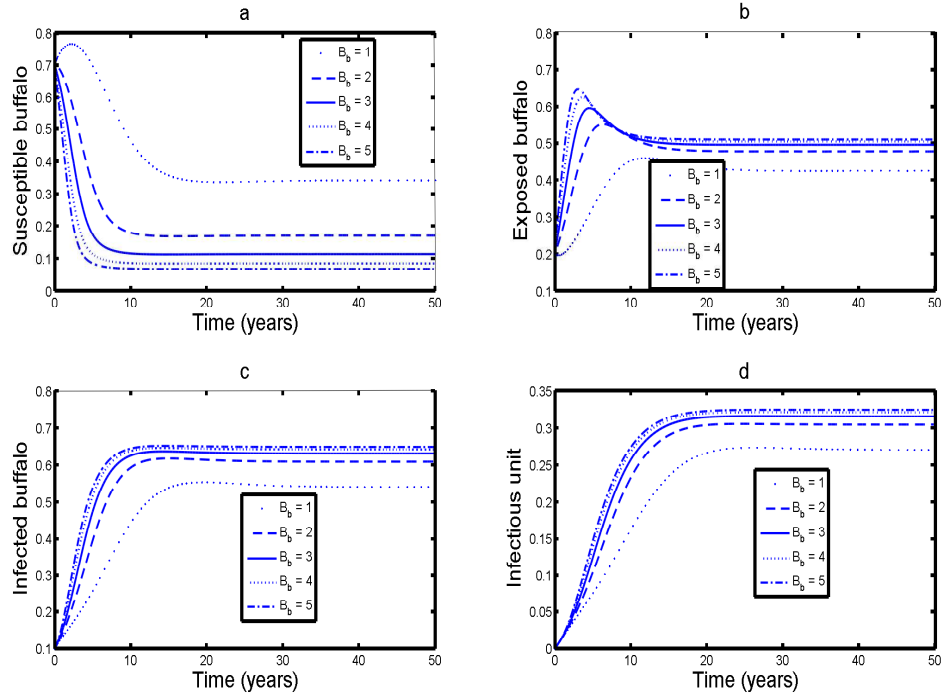 a
0.8
0.7
0.6
0.5
0.4
0.3
0.2
0.1
0
Susceptible buffalo
B_b = 1
B_b = 2
B_b = 3
B_b = 4
B_b = 5
0 10 20 30 40 50
Time (years)
b
0.8
0.7
0.6
0.5
0.4
0.3
0.2
0.1
Exposed buffalo
B_b = 1
B_b = 2
B_b = 3
B_b = 4
B_b = 5
0 10 20 30 40 50
Time (years)
c
0.8
0.7
0.6
0.5
0.4
0.3
0.2
0.1
Infected buffalo
B_b = 1
B_b = 2
B_b = 3
B_b = 4
B_b = 5
0 10 20 30 40 50
Time (years)
d
0.35
0.3
0.25
0.2
0.15
0.1
0.05
0
Infectious unit
B_b = 1
B_b = 2
B_b = 3
B_b = 4
B_b = 5
0 10 20 30 40 50
Time (years)